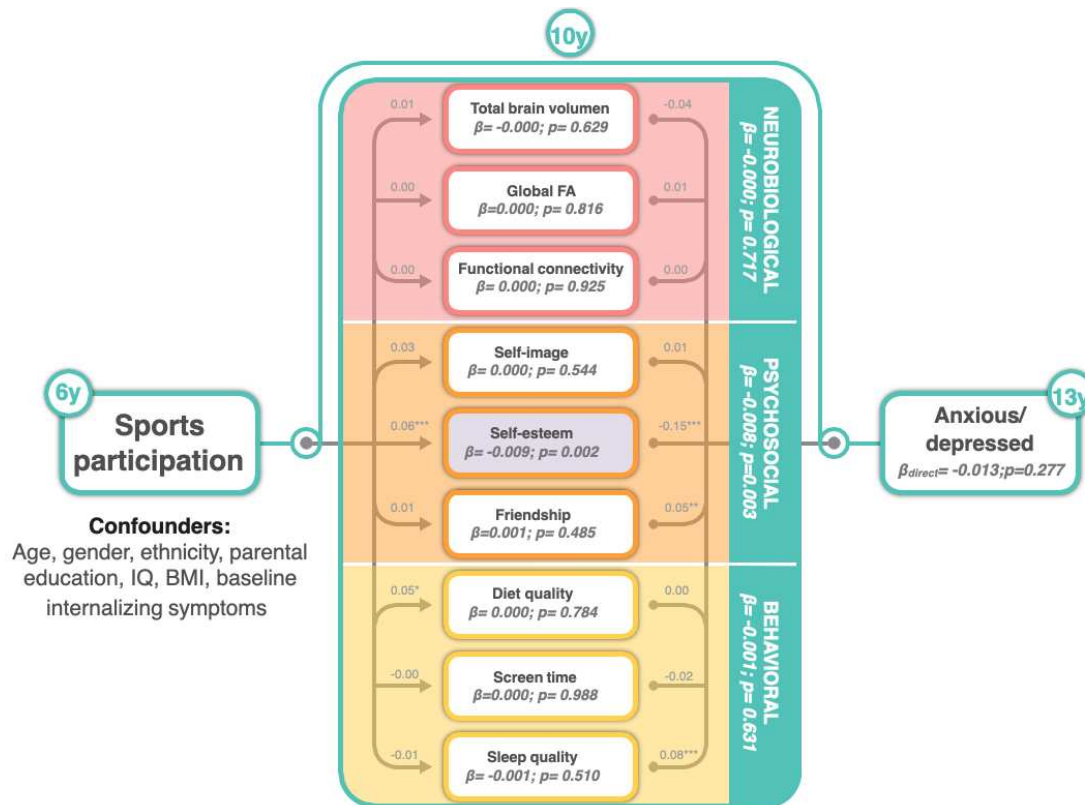 10y
0.01
Total brain volumen
β= -0.000; p= 0.629
-0.04
0.00
Global FA
β=0.000; p= 0.816
0.01
0.00
Functional connectivity
β= 0.000; p= 0.925
0.00
NEUROBIOLOGICAL
β= -0.000; p= 0.717
0.03
Self-image
β= 0.000; p= 0.544
0.01
0.06***
Self-esteem
β= -0.009; p= 0.002
-0.15***
0.01
Friendship
β=0.001; p= 0.485
0.05**
PSYCHOSOCIAL
β= -0.008; p=0.003
0.05*
Diet quality
β= 0.000; p= 0.784
0.00
-0.00
Screen time
β=0.000; p= 0.988
-0.02
-0.01
Sleep quality
β= -0.001; p= 0.510
0.08***
BEHAVIORAL
β= -0.001; p= 0.631
6y
Sports
participation
Confounders:
Age, gender, ethnicity, parental
education, IQ, BMI, baseline
internalizing symptoms
13y
Anxious/
depressed
βdirect= -0.013;p=0.277